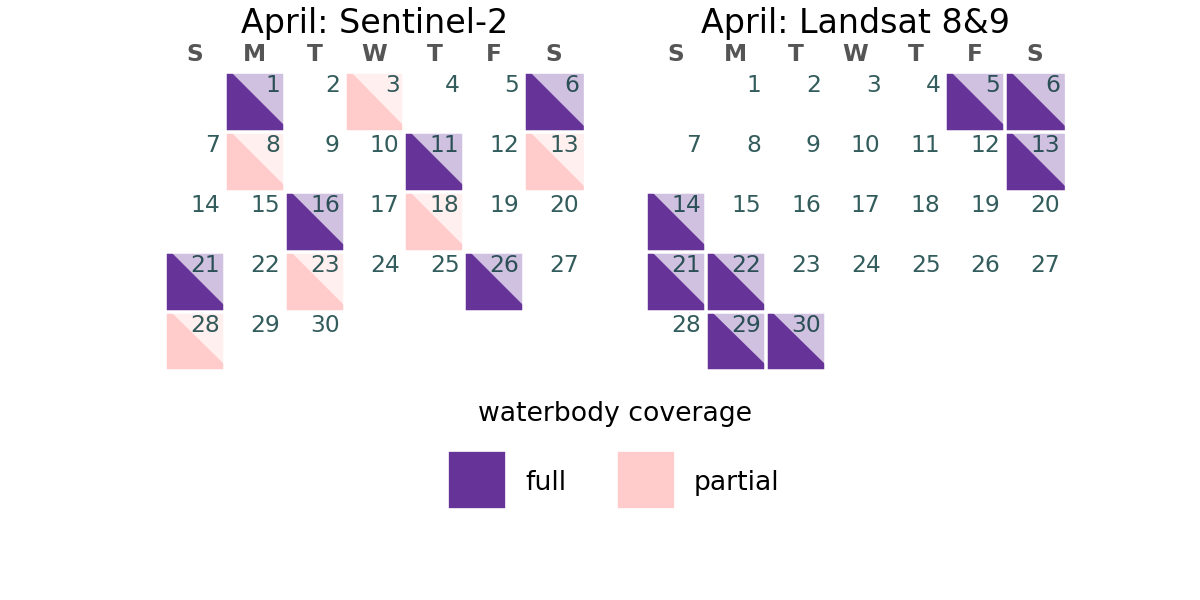 April: Sentinel-2
S M T W T F S
1 2 3 4 5 6
7 8 9 10 11 12 13
14 15 16 17 18 19 20
21 22 23 24 25 26 27
28 29 30
April: Landsat 8&9
S M T W T F S
1 2 3 4 5 6
7 8 9 10 11 12 13
14 15 16 17 18 19 20
21 22 23 24 25 26 27
28 29 30
waterbody coverage
full partial